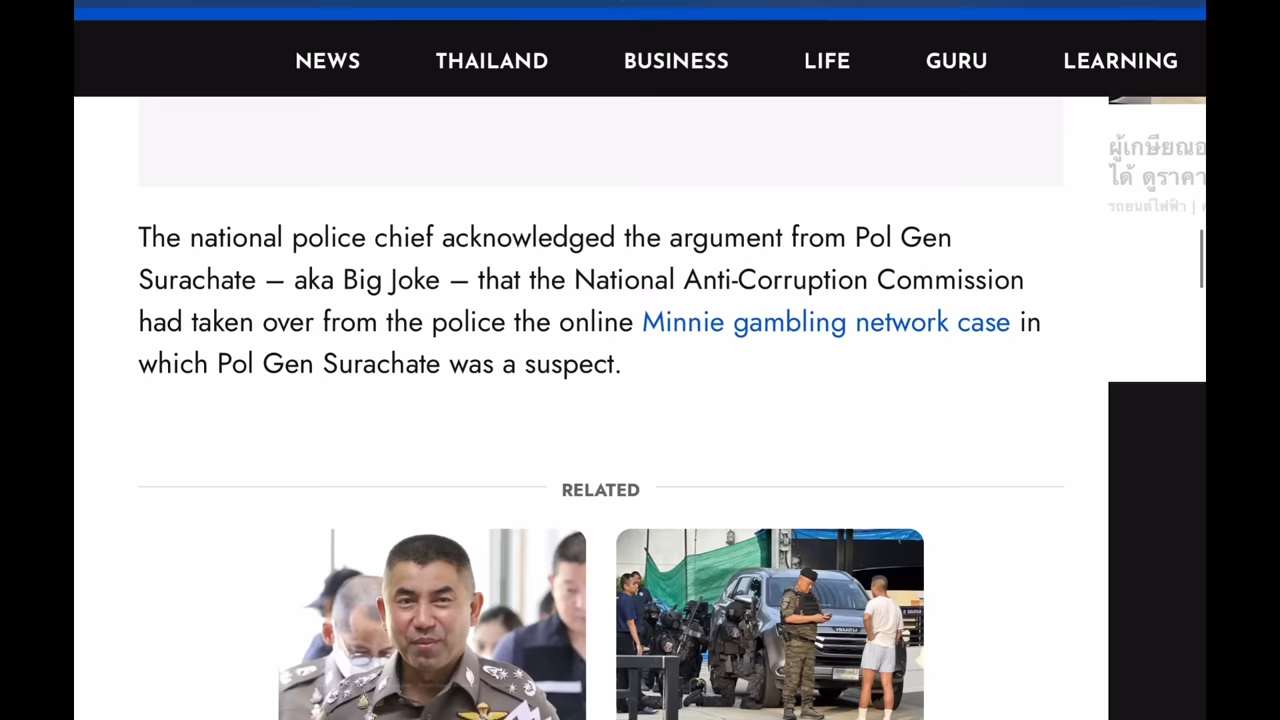 NEWS THAILAND BUSINESS LIFE GURU LEARNING
ผู้เกษียณอ
ได้ ดูราคา
รถยนต์ไฟฟ้า |
The national police chief acknowledged the argument from Pol Gen
Surachate – aka Big Joke – that the National Anti-Corruption Commission
had taken over from the police the online Minnie gambling network case in
which Pol Gen Surachate was a suspect.
RELATED
ISUZU